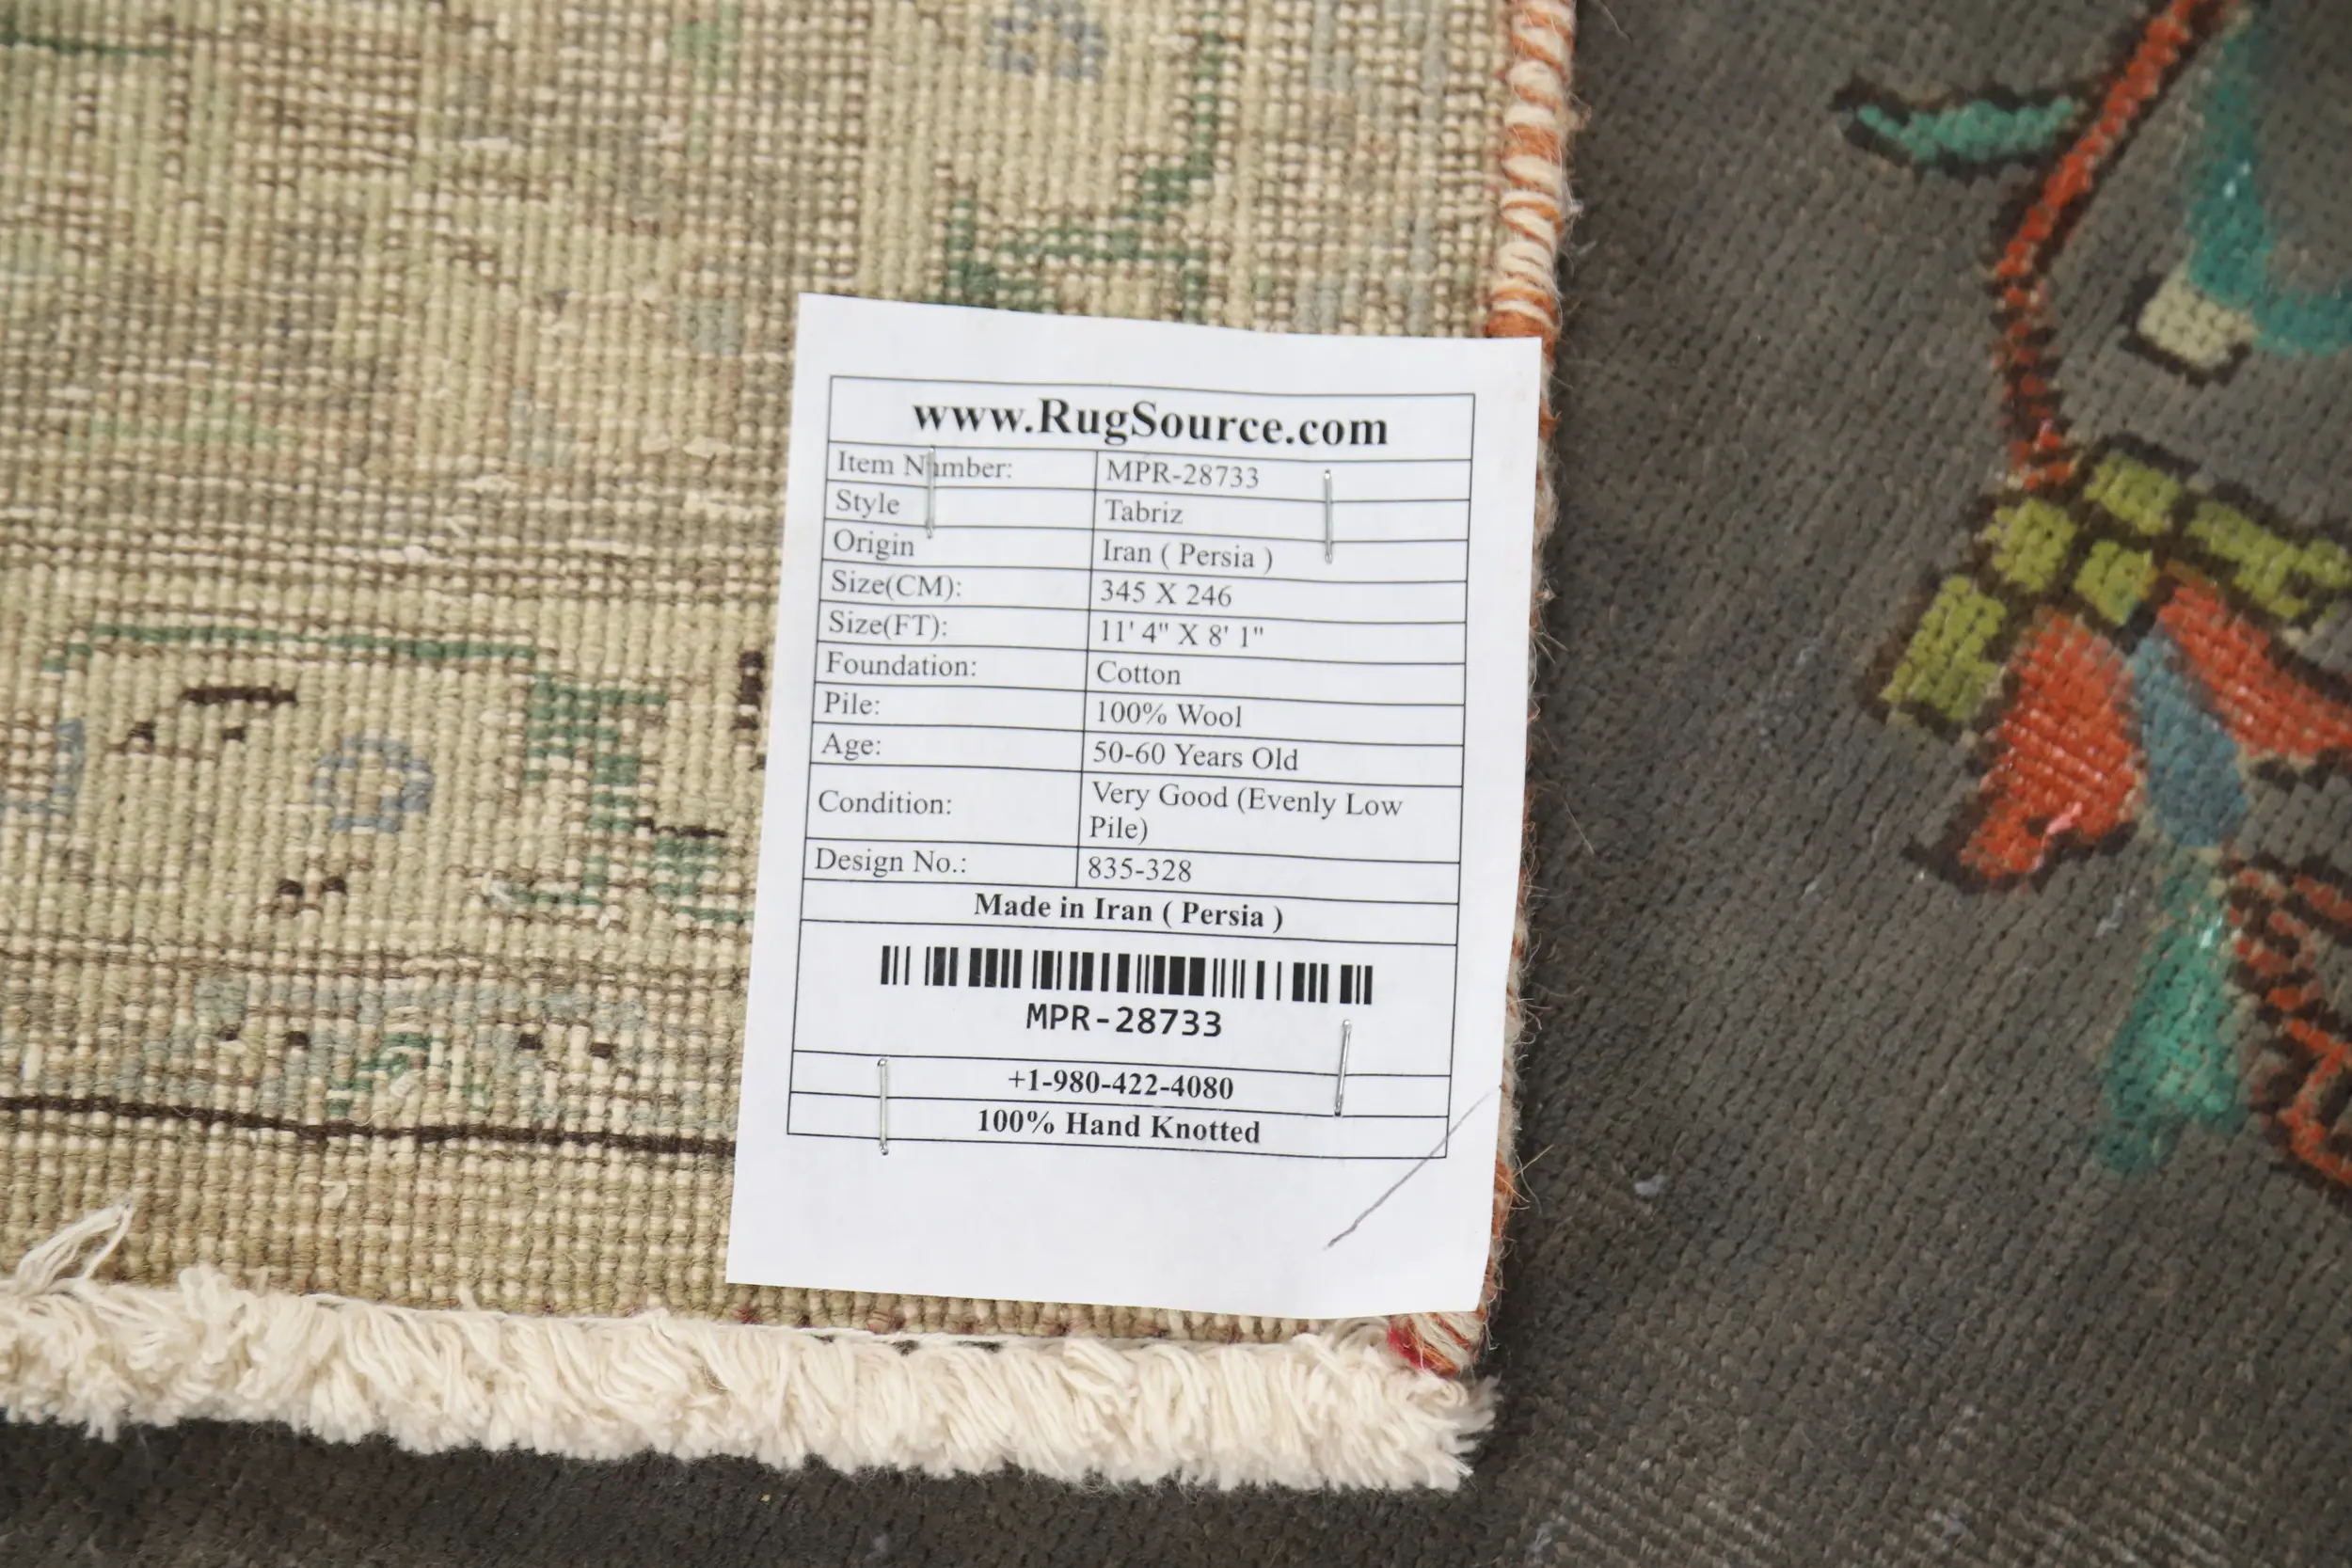 www.RugSource.com
Item Number: MPR-28733
Style Tabriz
Origin Iran ( Persia )
Size(CM): 345 X 246
Size(FT): 11' 4" X 8' 1"
Foundation: Cotton
Pile: 100% Wool
Age: 50-60 Years Old
Condition: Very Good (Evenly Low
Pile)
Design No.: 835-328
Made in Iran ( Persia )
MPR-28733
+1-980-422-4080
100% Hand Knotted